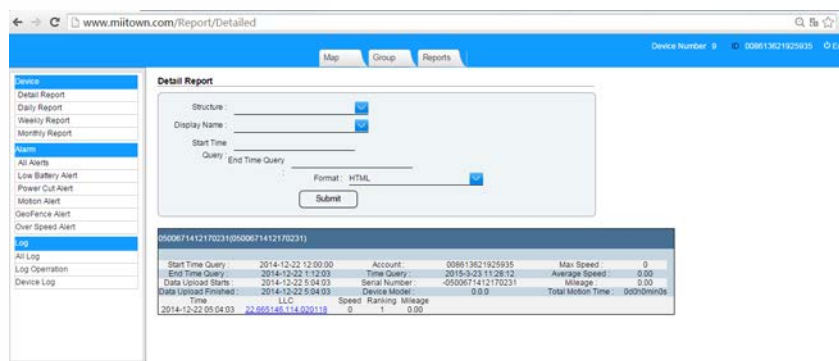 www.miitown.com/Report/Detailed
Device Number 9 ID 008613621925935
Map Group Reports
Device
Detail Report
Daily Report
Weekly Report
Monthly Report
Alarm
All Alerts
Low Battery Alert
Power Cut Alert
Motion Alert
GeoFence Alert
Over Speed Alert
Log
All Log
Log Operration
Device Log
Detail Report
Structure :
Display Name :
Start Time
Query :
End Time Query
:
Format : HTML
Submit
0500671412170231(0500671412170231)
Start Time Query : 2014-12-22 12:00:00 Account : 008613621925935 Max Speed : 0
End Time Query : 2014-12-22 1:12:03 Time Query : 2015-3-23 11:28:12 Average Speed : 0.00
Data Upload Starts : 2014-12-22 5:04:03 Serial Number : -0500671412170231 Mileage : 0.00
Data Upload Finished : 2014-12-22 5:04:03 Device Model : 0.0.0 Total Motion Time : 0d0h0min0s
Time LLC Speed Ranking Mileage
2014-12-22 05:04:03 22.665146,114.020118 0 1 0.00